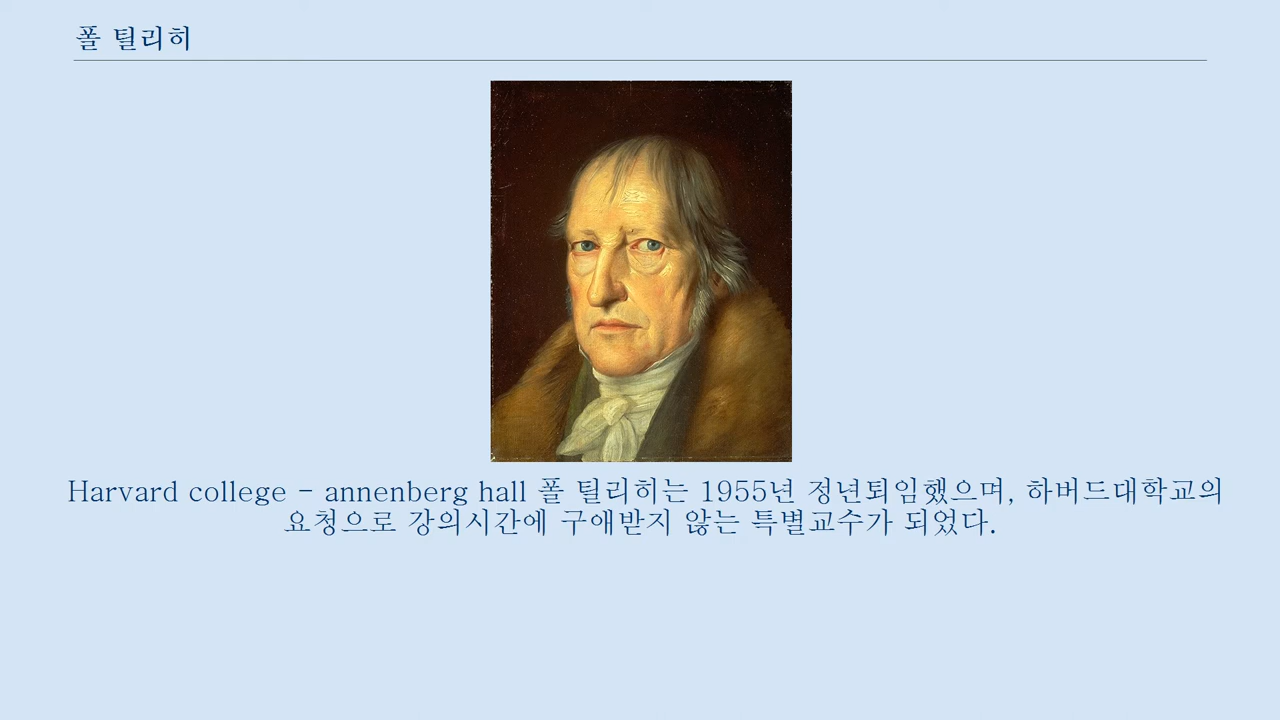 폴 틸리히
Harvard college - annenberg hall 폴 틸리히는 1955년 정년퇴임했으며, 하버드대학교의
요청으로 강의시간에 구애받지 않는 특별교수가 되었다.